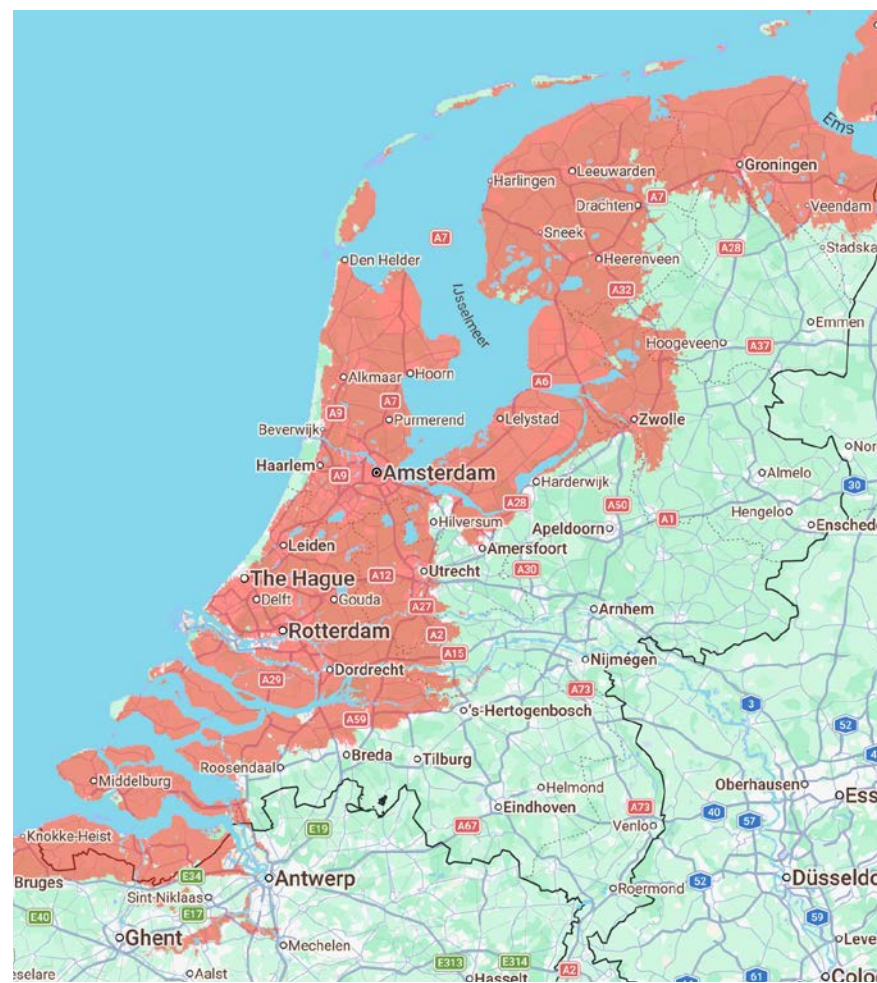 Ems
Groningen
Leeuwarden
Harlingen
Drachten
A7
Veendam
Sneek
A7
A28
Stadska
Den Helder
Heerenveen
IJsselmeer
A32
Emmen
Hoogeveen
A37
Alkmaar
Hoorn
A6
A7
A9
Purmerend
Lelystad
Zwolle
Beverwijk
Nor
Haarlem
A9
Amsterdam
Almelo
30
Harderwijk
A28
A50
A1
Hengelo
Hilversum
Apeldoorn
Enschede
Leiden
Amersfoort
The Hague
A12
Utrecht
A30
Delft
Gouda
A27
Arnhem
Rotterdam
A2
A15
Nijmegen
Dordrecht
A29
A73
3
's-Hertogenbosch
A59
52
4
Breda
Tilburg
Roosendaal
Middelburg
Helmond
Oberhausen
Ess
Eindhoven
A73
40
Knokke-Heist
E19
A67
Venlo
57
E34
Antwerp
Bruges
52
Düsseldo
Roermond
Sint-Niklaas
E17
E40
59
Ghent
Mechelen
Leve
E313
E314
eselare
Aalst
Hasselt
A2
61
Colo